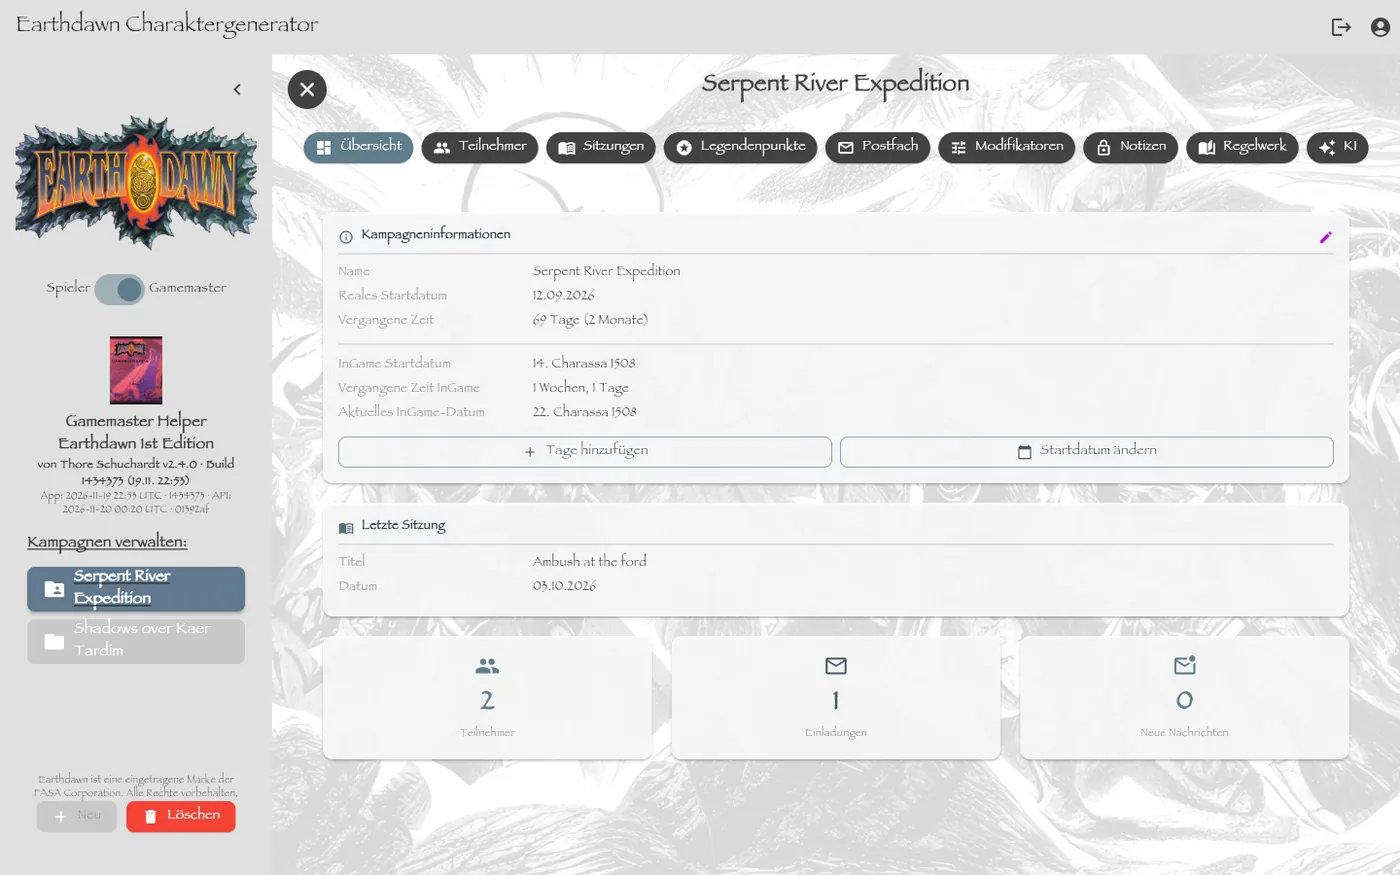 Earthdawn Charaktergenerator
EARTHDAWN
Spieler Gamemaster
Gamemaster Helper
Earthdawn 1st Edition
von Thore Schuchardt v2.4.0 · Build
1434373 (19.11. 22:53)
App: 2026-11-19 22:53 UTC · 1434373 · API:
2026-11-20 00:20 UTC · 01392af
Kampagnen verwalten:
Serpent River
Expedition
Shadows over Kaer
Tardim
Earthdawn ist eine eingetragene Marke der
FASA Corporation. Alle Rechte vorbehalten.
Neu Löschen
Serpent River Expedition
Übersicht Teilnehmer Sitzungen Legendenpunkte Postfach Modifikatoren Notizen Regelwerk KI
Kampagneninformationen
Name Serpent River Expedition
Reales Startdatum 12.09.2026
Vergangene Zeit 69 Tage (2 Monate)
InGame Startdatum 14. Charassa 1508
Vergangene Zeit InGame 1 Wochen, 1 Tage
Aktuelles InGame-Datum 22. Charassa 1508
Tage hinzufügen Startdatum ändern
Letzte Sitzung
Titel Ambush at the ford
Datum 03.10.2026
2 1 0
Teilnehmer Einladungen Neue Nachrichten